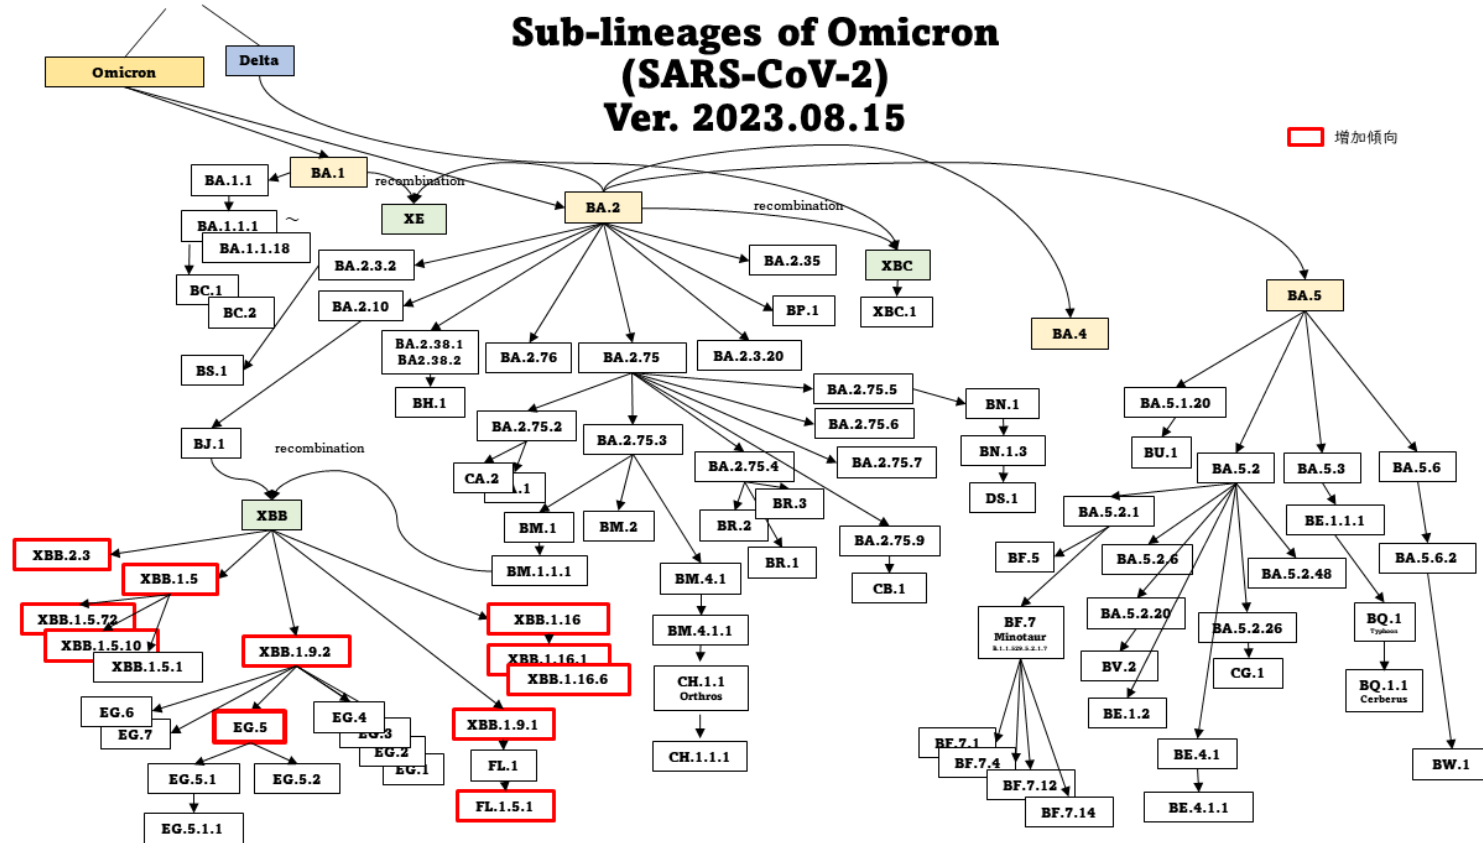 Sub-lineages of Omicron
(SARS-CoV-2)
Ver. 2023.08.15
増加傾向
Omicron
Delta
BA.1
BA.1.1
recombination
BA.1.1.1
～
BA.1.1.18
XE
BA.2
recombination
BC.1
BC.2
BA.2.3.2
BA.2.10
BA.2.35
XBC
XBC.1
BP.1
BA.4
BA.5
BS.1
BA.2.38.1
BA2.38.2
BH.1
BA.2.76
BA.2.75
BA.2.3.20
BJ.1
recombination
XBB
BA.2.75.2
CA.2
.1
BA.2.75.3
BA.2.75.4
BA.2.75.5
BA.2.75.6
BA.2.75.7
BN.1
BN.1.3
DS.1
BM.1
BM.2
BM.1.1.1
BR.3
BR.2
BR.1
BA.2.75.9
CB.1
BM.4.1
BM.4.1.1
CH.1.1
Orthros
CH.1.1.1
XBB.2.3
XBB.1.5
XBB.1.5.72
XBB.1.5.10
XBB.1.5.1
XBB.1.9.2
XBB.1.16
XBB.1.16.1
XBB.1.16.6
EG.6
EG.7
EG.5
EG.4
EG.3
EG.2
EG.1
EG.5.1
EG.5.2
EG.5.1.1
XBB.1.9.1
FL.1
FL.1.5.1
BA.5.1.20
BU.1
BA.5.2
BA.5.3
BA.5.6
BA.5.2.1
BE.1.1.1
BF.5
BA.5.2.6
BA.5.2.48
BA.5.6.2
BA.5.2.20
BA.5.2.26
BF.7
Minotaur
B.1.1.529.5.2.1.7
BQ.1
Typhoon
BV.2
CG.1
BQ.1.1
Cerberus
BE.1.2
BF.7.1
BF.7.4
BF.7.12
BF.7.14
BE.4.1
BE.4.1.1
BW.1